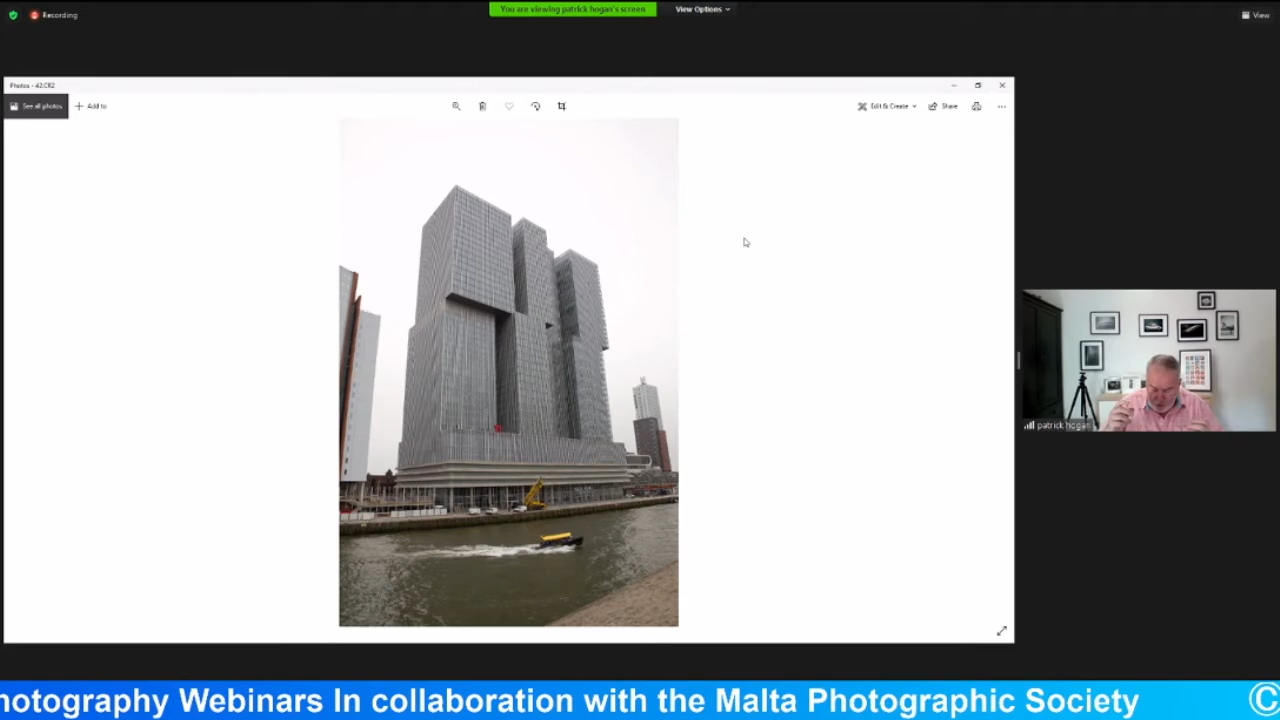 Recording
You are viewing patrick hogan's screen
View Options
View
Photos - 42.CR2
See all photos
Add to
Edit & Create
Share
patrick hogan
hotography Webinars In collaboration with the Malta Photographic Society
©